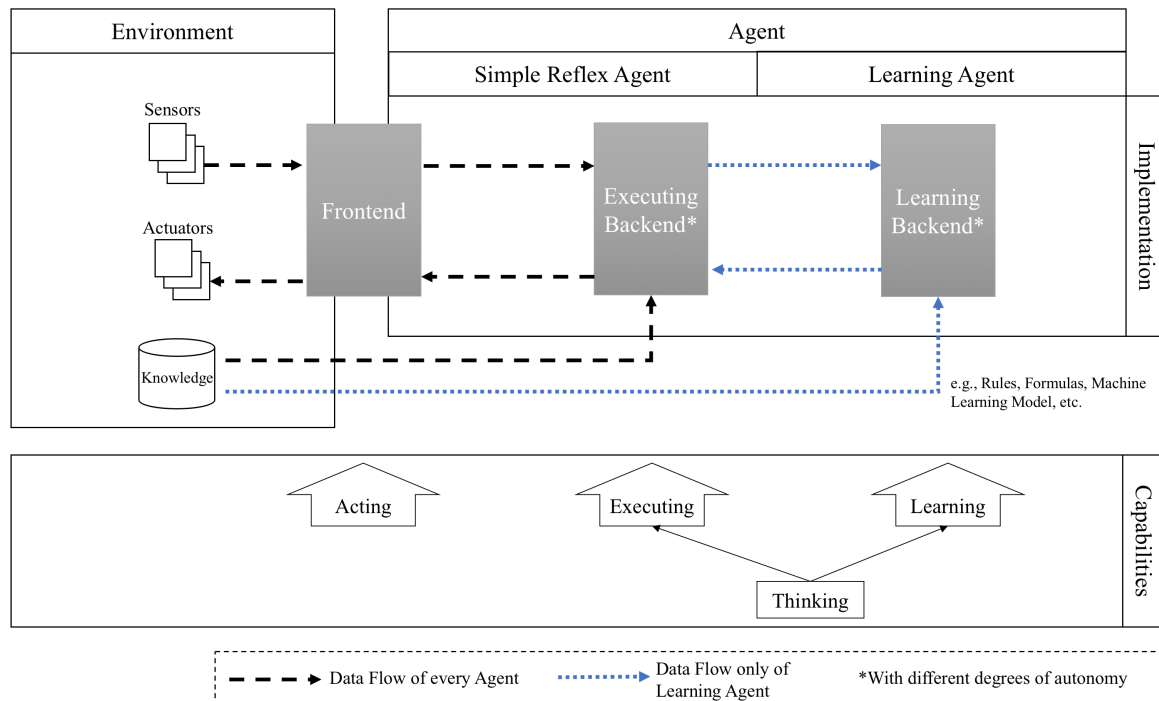 Environment
Agent
Simple Reflex Agent
Learning Agent
Sensors
Actuators
Knowledge
Frontend
Executing
Backend*
Learning
Backend*
Implementation
e.g., Rules, Formulas, Machine
Learning Model, etc.
Acting
Executing
Learning
Thinking
Capabilities
Data Flow of every Agent
Data Flow only of
Learning Agent
*With different degrees of autonomy